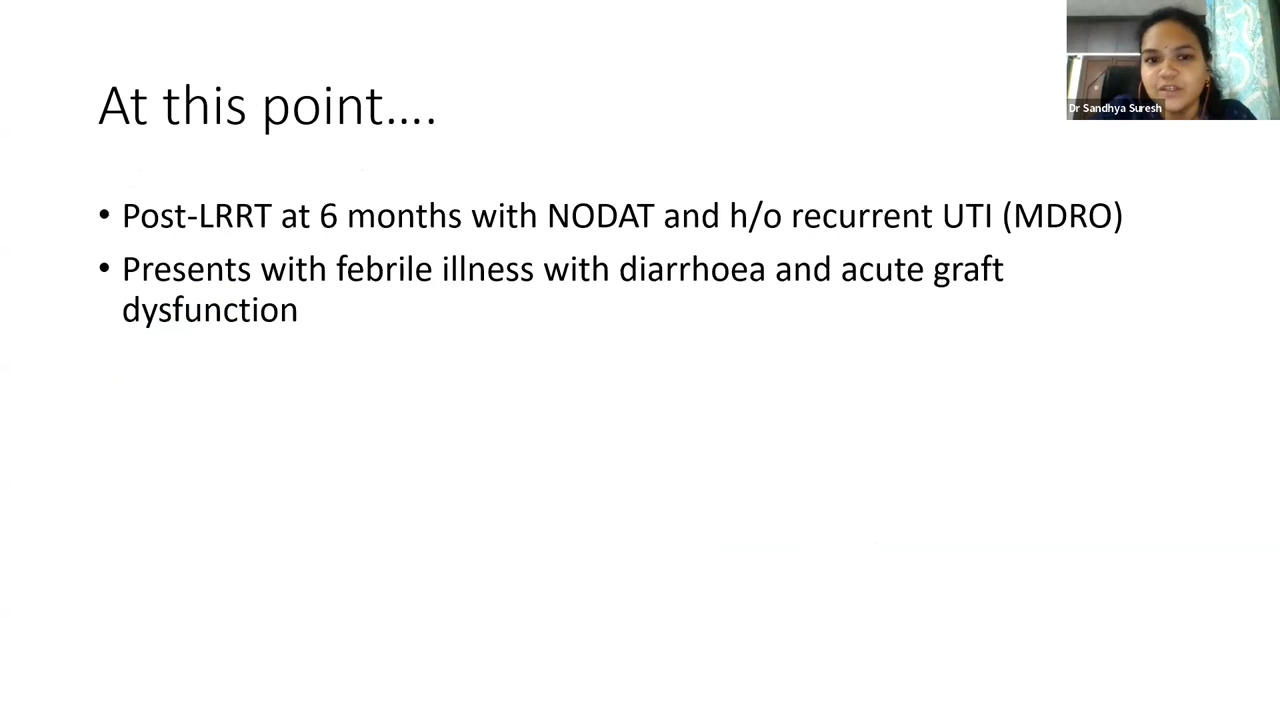 At this point....
• Post-LRRT at 6 months with NODAT and h/o recurrent UTI (MDRO)
• Presents with febrile illness with diarrhoea and acute graft
dysfunction
Dr Sandhya Suresh